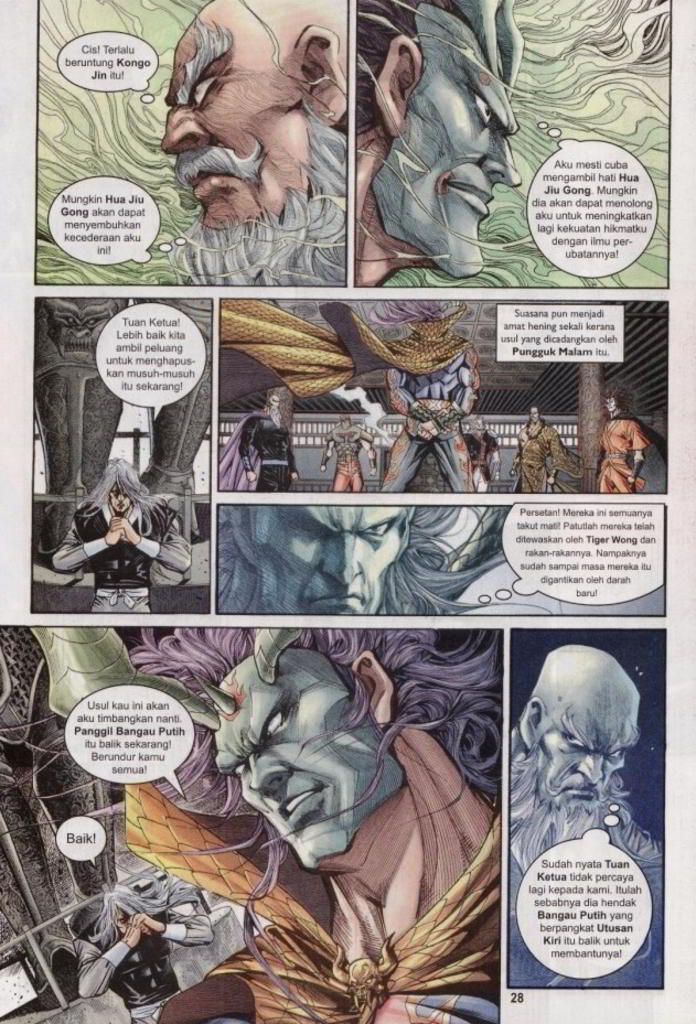 Cis! Terlalu
beruntung Kongo
Jin itu!
Mungkin Hua Jiu
Gong akan dapat
menyembuhkan
kecederaan aku
ini!
Aku mesti cuba
mengambil hati Hua
Jiu Gong. Mungkin
dia akan dapat menolong
aku untuk meningkatkan
lagi kekuatan hikmatku
dengan ilmu per-
ubatannya!
Tuan Ketua!
Lebih baik kita
ambil peluang
untuk menghapus-
kan musuh-musuh
itu sekarang!
Suasana pun menjadi
amat hening sekali kerana
usul yang dicadangkan oleh
Pungguk Malam itu.
Persetan! Mereka ini semuanya
takut mati! Patutlah mereka telah
ditewaskan oleh Tiger Wong dan
rakan-rakannya. Nampaknya
sudah sampai masa mereka itu
digantikan oleh darah
baru!
Usul kau ini akan
aku timbangkan nanti.
Panggil Bangau Putih
itu balik sekarang!
Berundur kamu
semua!
Baik!
Sudah nyata Tuan
Ketua tidak percaya
lagi kepada kami. Itulah
sebabnya dia hendak
Bangau Putih yang
berpangkat Utusan
Kiri itu balik untuk
membantunya!
28